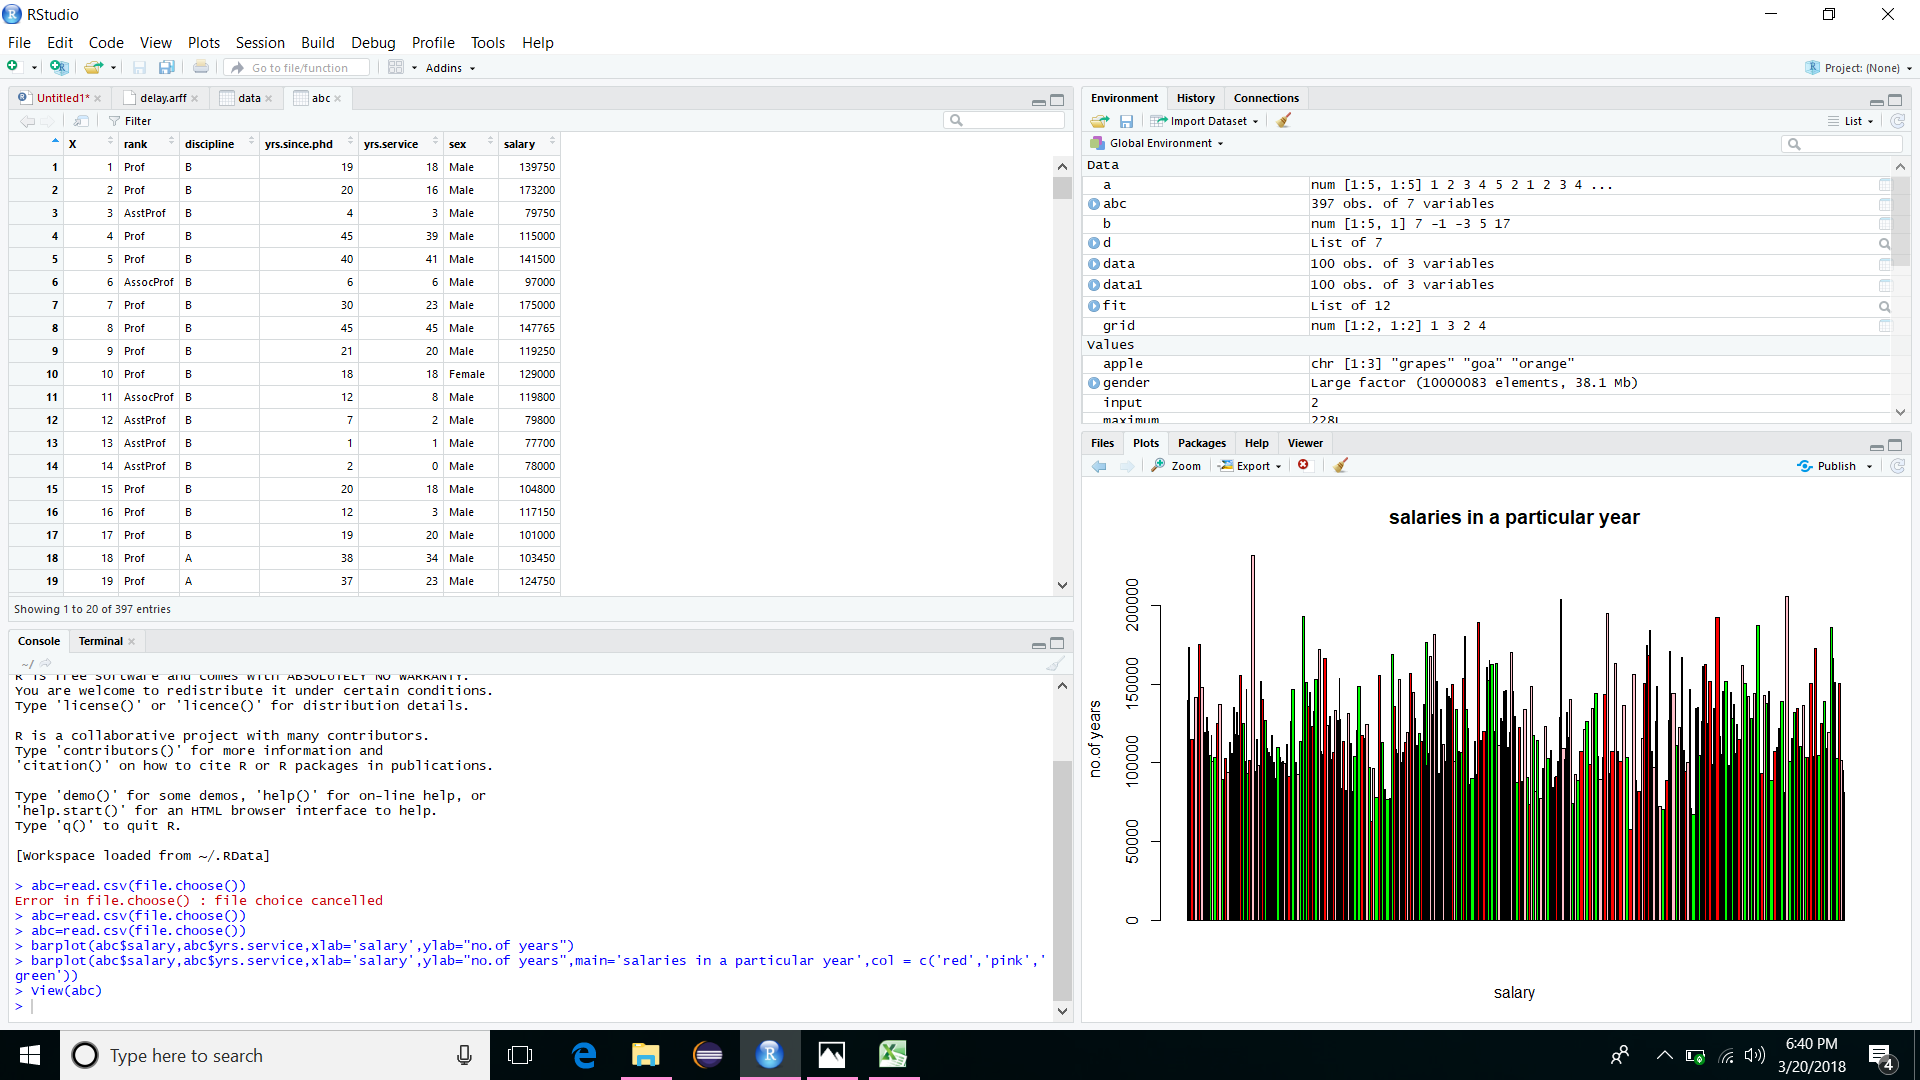 RStudio
File Edit Code View Plots Session Build Debug Profile Tools Help
Go to file/function Addins Project: (None)
Untitled1* delay.arff data abc
Filter
X rank discipline yrs.since.phd yrs.service sex salary
1 1 Prof B 19 18 Male 139750
2 2 Prof B 20 16 Male 173200
3 3 AsstProf B 4 3 Male 79750
4 4 Prof B 45 39 Male 115000
5 5 Prof B 40 41 Male 141500
6 6 AssocProf B 6 6 Male 97000
7 7 Prof B 30 23 Male 175000
8 8 Prof B 45 45 Male 147765
9 9 Prof B 21 20 Male 119250
10 10 Prof B 18 18 Female 129000
11 11 AssocProf B 12 8 Male 119800
12 12 AsstProf B 7 2 Male 79800
13 13 AsstProf B 1 1 Male 77700
14 14 AsstProf B 2 0 Male 78000
15 15 Prof B 20 18 Male 104800
16 16 Prof B 12 3 Male 117150
17 17 Prof B 19 20 Male 101000
18 18 Prof A 38 34 Male 103450
19 19 Prof A 37 23 Male 124750
Showing 1 to 20 of 397 entries
Console Terminal
~/
R is free software and comes with ABSOLUTELY NO WARRANTY.
You are welcome to redistribute it under certain conditions.
Type 'license()' or 'licence()' for distribution details.
R is a collaborative project with many contributors.
Type 'contributors()' for more information and
'citation()' on how to cite R or R packages in publications.
Type 'demo()' for some demos, 'help()' for on-line help, or
'help.start()' for an HTML browser interface to help.
Type 'q()' to quit R.
[Workspace loaded from ~/.RData]
> abc=read.csv(file.choose())
Error in file.choose() : file choice cancelled
> abc=read.csv(file.choose())
> abc=read.csv(file.choose())
> barplot(abc$salary,abc$yrs.service,xlab='salary',ylab="no.of years")
> barplot(abc$salary,abc$yrs.service,xlab='salary',ylab="no.of years",main='salaries in a particular year',col = c('red','pink','
green'))
> View(abc)
>
Environment History Connections
Import Dataset List
Global Environment
Data
a num [1:5, 1:5] 1 2 3 4 5 2 1 2 3 4 ...
abc 397 obs. of 7 variables
b num [1:5, 1] 7 -1 -3 5 17
d List of 7
data 100 obs. of 3 variables
data1 100 obs. of 3 variables
fit List of 12
grid num [1:2, 1:2] 1 3 2 4
Values
apple chr [1:3] "grapes" "goa" "orange"
gender Large factor (10000083 elements, 38.1 Mb)
input 2
maximum 228L
Files Plots Packages Help Viewer
Zoom Export Publish
salaries in a particular year
200000
150000
100000
50000
0
no.of years
salary
Type here to search
6:40 PM
3/20/2018
4